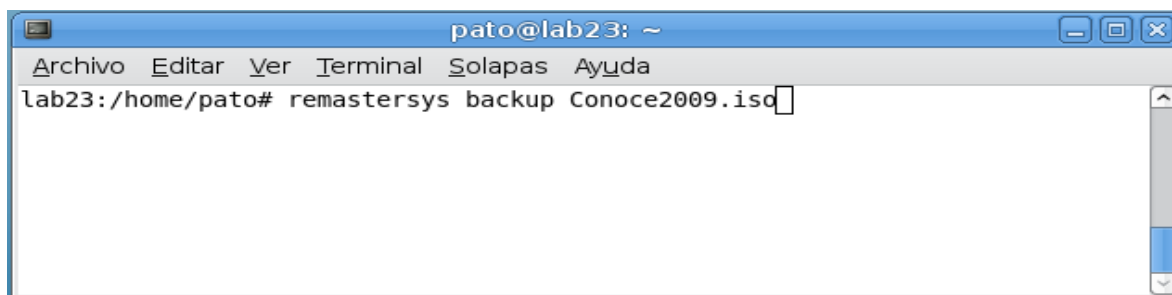 pato@lab23: ~
Archivo Editar Ver Terminal Solapas Ayuda
lab23:/home/pato# remastersys backup Conoce2009.iso